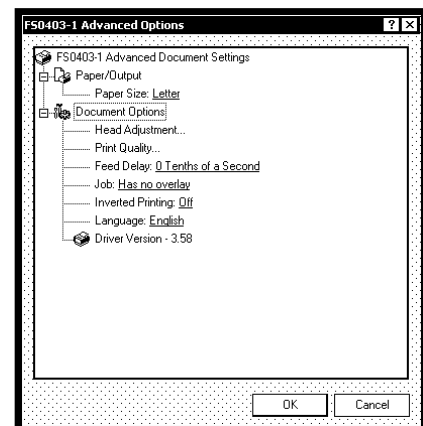 FS0403-1 Advanced Options
FS0403-1 Advanced Document Settings
Paper/Output
Paper Size: Letter
Document Options
Head Adjustment...
Print Quality...
Feed Delay: 0 Tenths of a Second
Job: Has no overlay
Inverted Printing: Off
Language: English
Driver Version - 3.58
OK Cancel